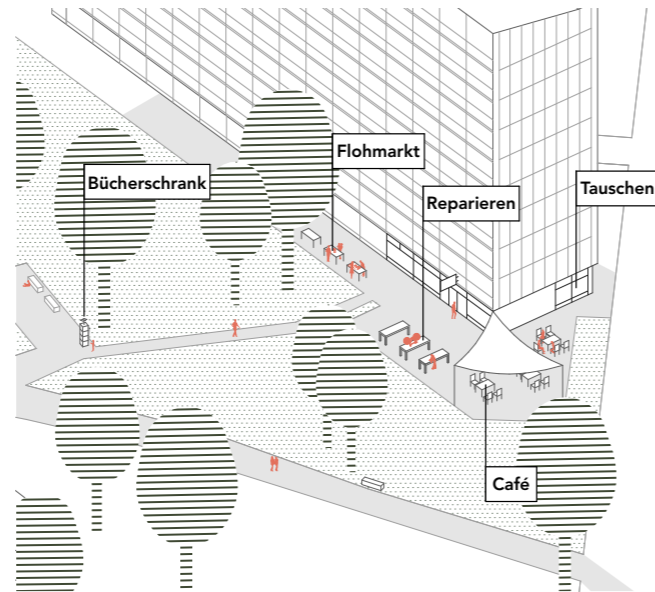 Flohmarkt
Bücherschrank
Reparieren
Tauschen
Café